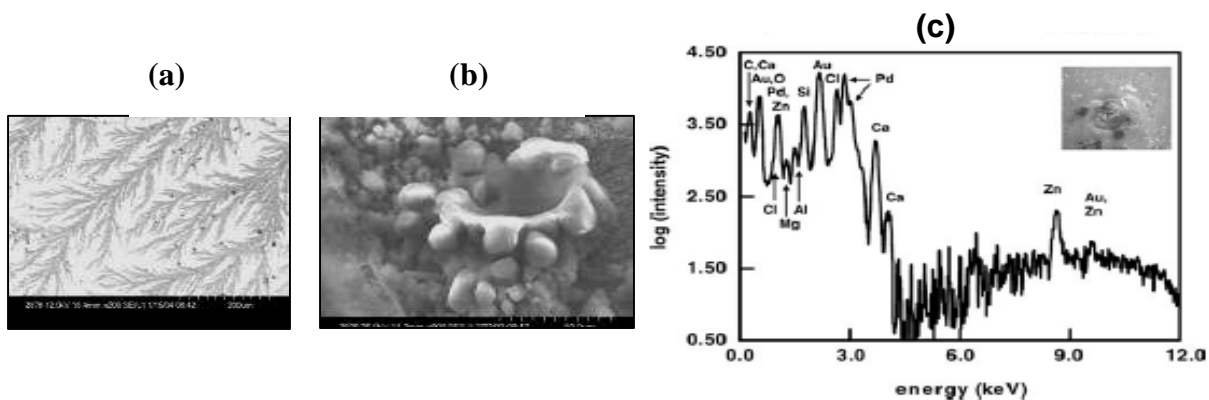 (a)
(b)
(c)
log (intensity)
4.50
3.50
2.50
1.50
0.50
C,Ca
Au,O
Pd,
Zn
Si
Au
Cl
Pd
Ca
Ca
Cl
Mg
Al
Zn
Au,
Zn
0.0
3.0
6.0
9.0
12.0
energy (keV)
200um